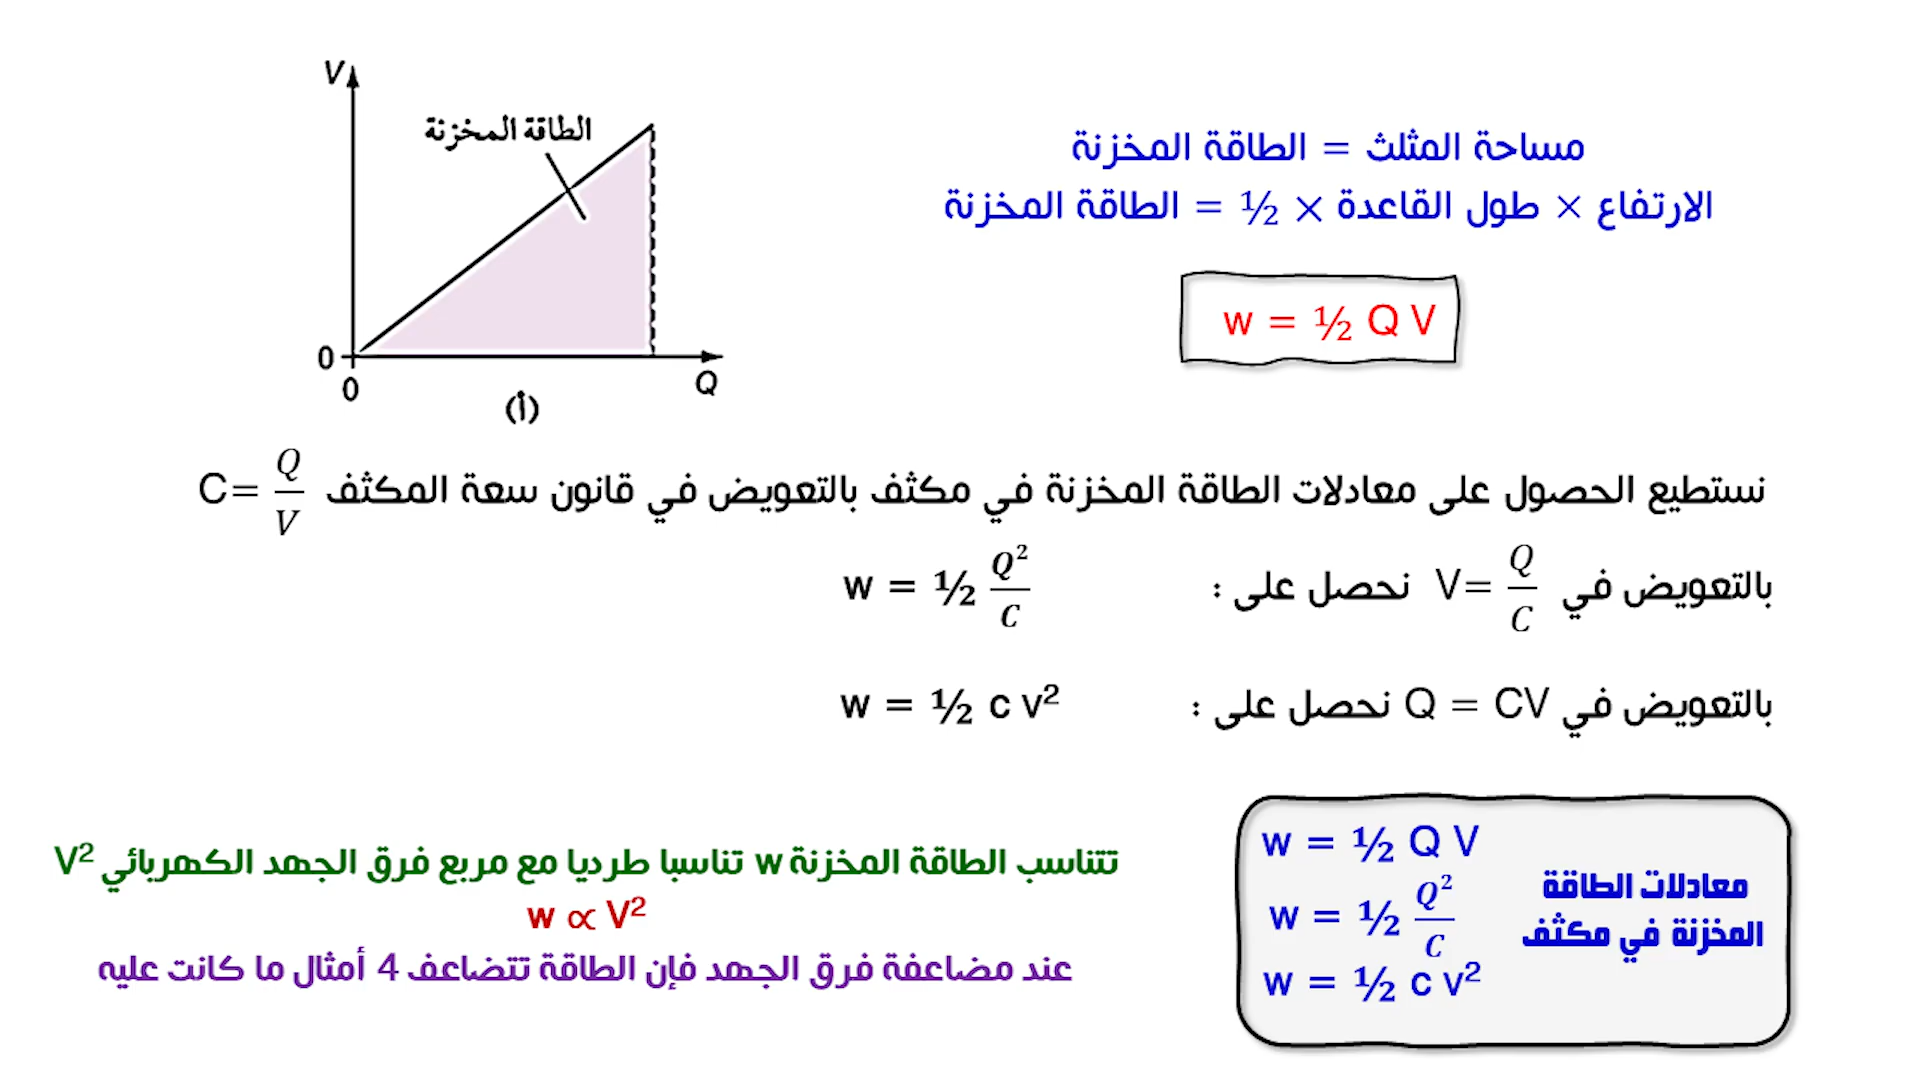 V
الطاقة المخزنة
0
0
Q
(أ)
مساحة المثلث = الطاقة المخزنة
الارتفاع × طول القاعدة × ½ = الطاقة المخزنة
w = ½ Q V
نستطيع الحصول على معادلات الطاقة المخزنة في مكثف بالتعويض في قانون سعة المكثف C= Q/V
بالتعويض في V= Q/C نحصل على : w = ½ Q²/C
بالتعويض في Q = CV نحصل على : w = ½ c v²
معادلات الطاقة
المخزنة في مكثف
w = ½ Q V
w = ½ Q²/C
w = ½ c v²
تتناسب الطاقة المخزنة w تناسبا طرديا مع مربع فرق الجهد الكهربائي V²
w ∝ V²
عند مضاعفة فرق الجهد فإن الطاقة تتضاعف 4 أمثال ما كانت عليه